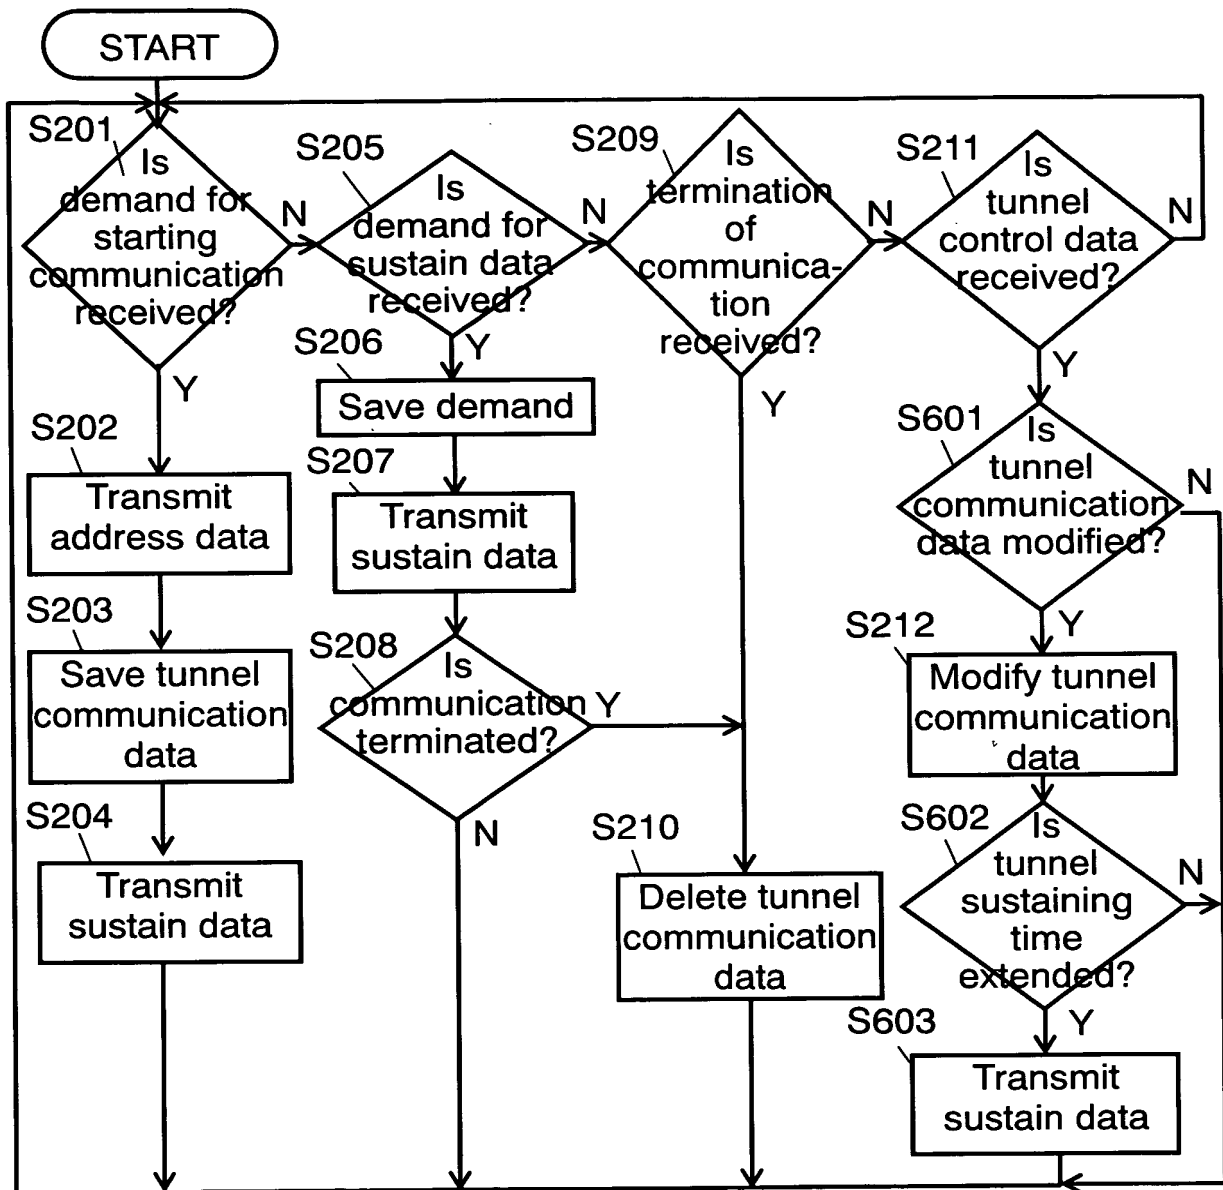 START
S201
Is
demand for
starting
communication
received?
N
Y
S202
Transmit
address data
S203
Save tunnel
communication
data
S204
Transmit
sustain data
S205
Is
demand for
sustain data
received?
N
Y
S206
Save demand
S207
Transmit
sustain data
S208
Is
communication
terminated?
Y
N
S209
Is
termination
of
communica-
tion
received?
N
Y
S210
Delete tunnel
communication
data
S211
Is
tunnel
control data
received?
N
Y
S601
Is
tunnel
communication
data modified?
N
Y
S212
Modify tunnel
communication
data
S602
Is
tunnel
sustaining
time
extended?
N
Y
S603
Transmit
sustain data